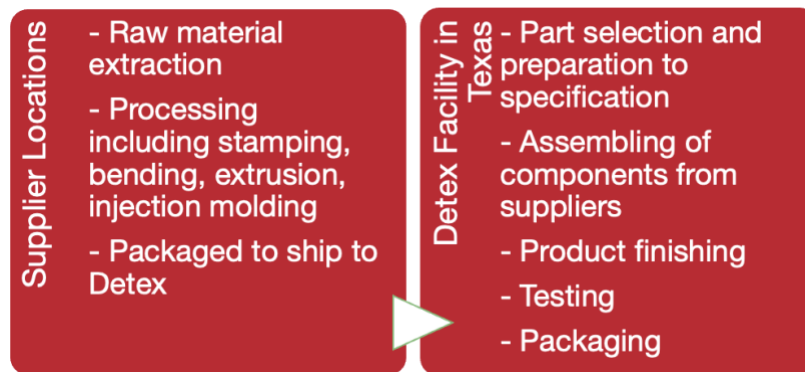 Supplier Locations
- Raw material
extraction
- Processing
including stamping,
bending, extrusion,
injection molding
- Packaged to ship to
Detex
Detex Facility in
Texas
- Part selection and
preparation to
specification
- Assembling of
components from
suppliers
- Product finishing
- Testing
- Packaging